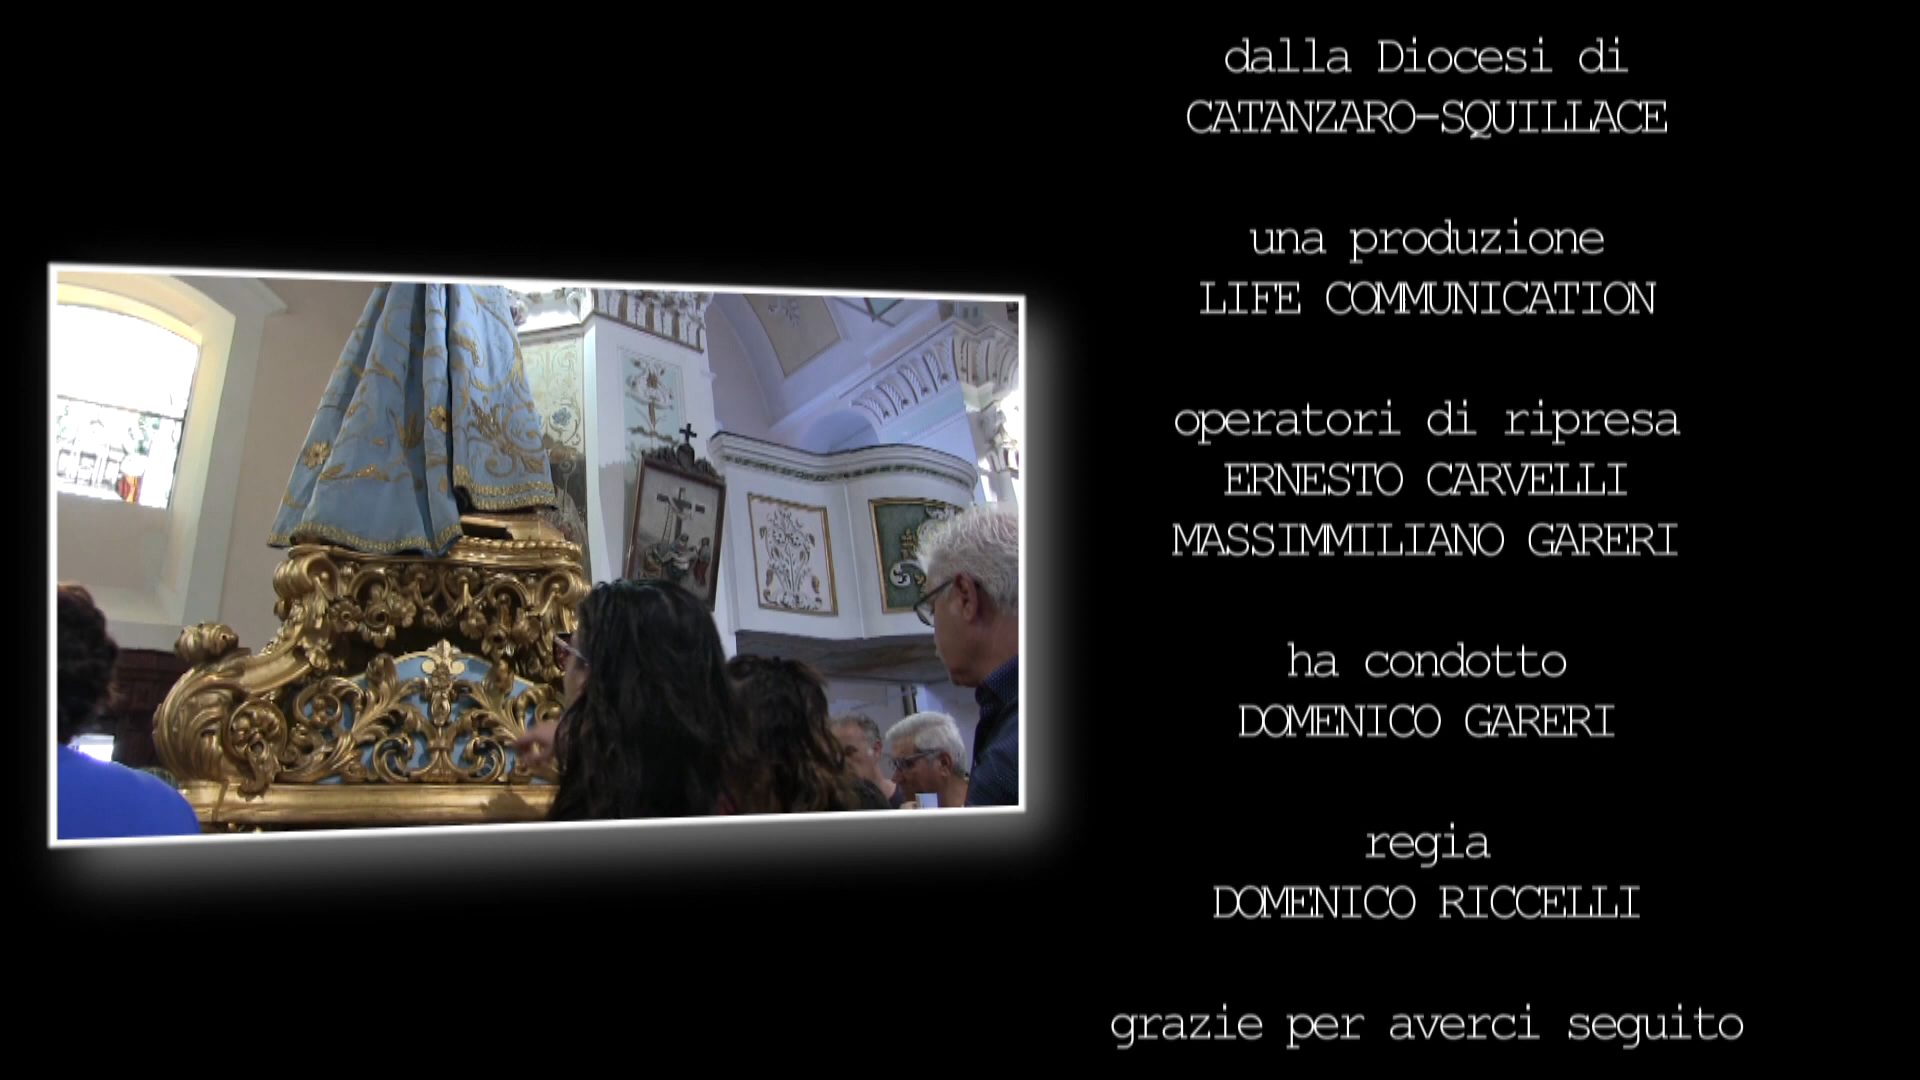 dalla Diocesi di
CATANZARO-SQUILLACE
una produzione
LIFE COMMUNICATION
operatori di ripresa
ERNESTO CARVELLI
MASSIMMILIANO GARERI
ha condotto
DOMENICO GARERI
regia
DOMENICO RICCELLI
grazie per averci seguito